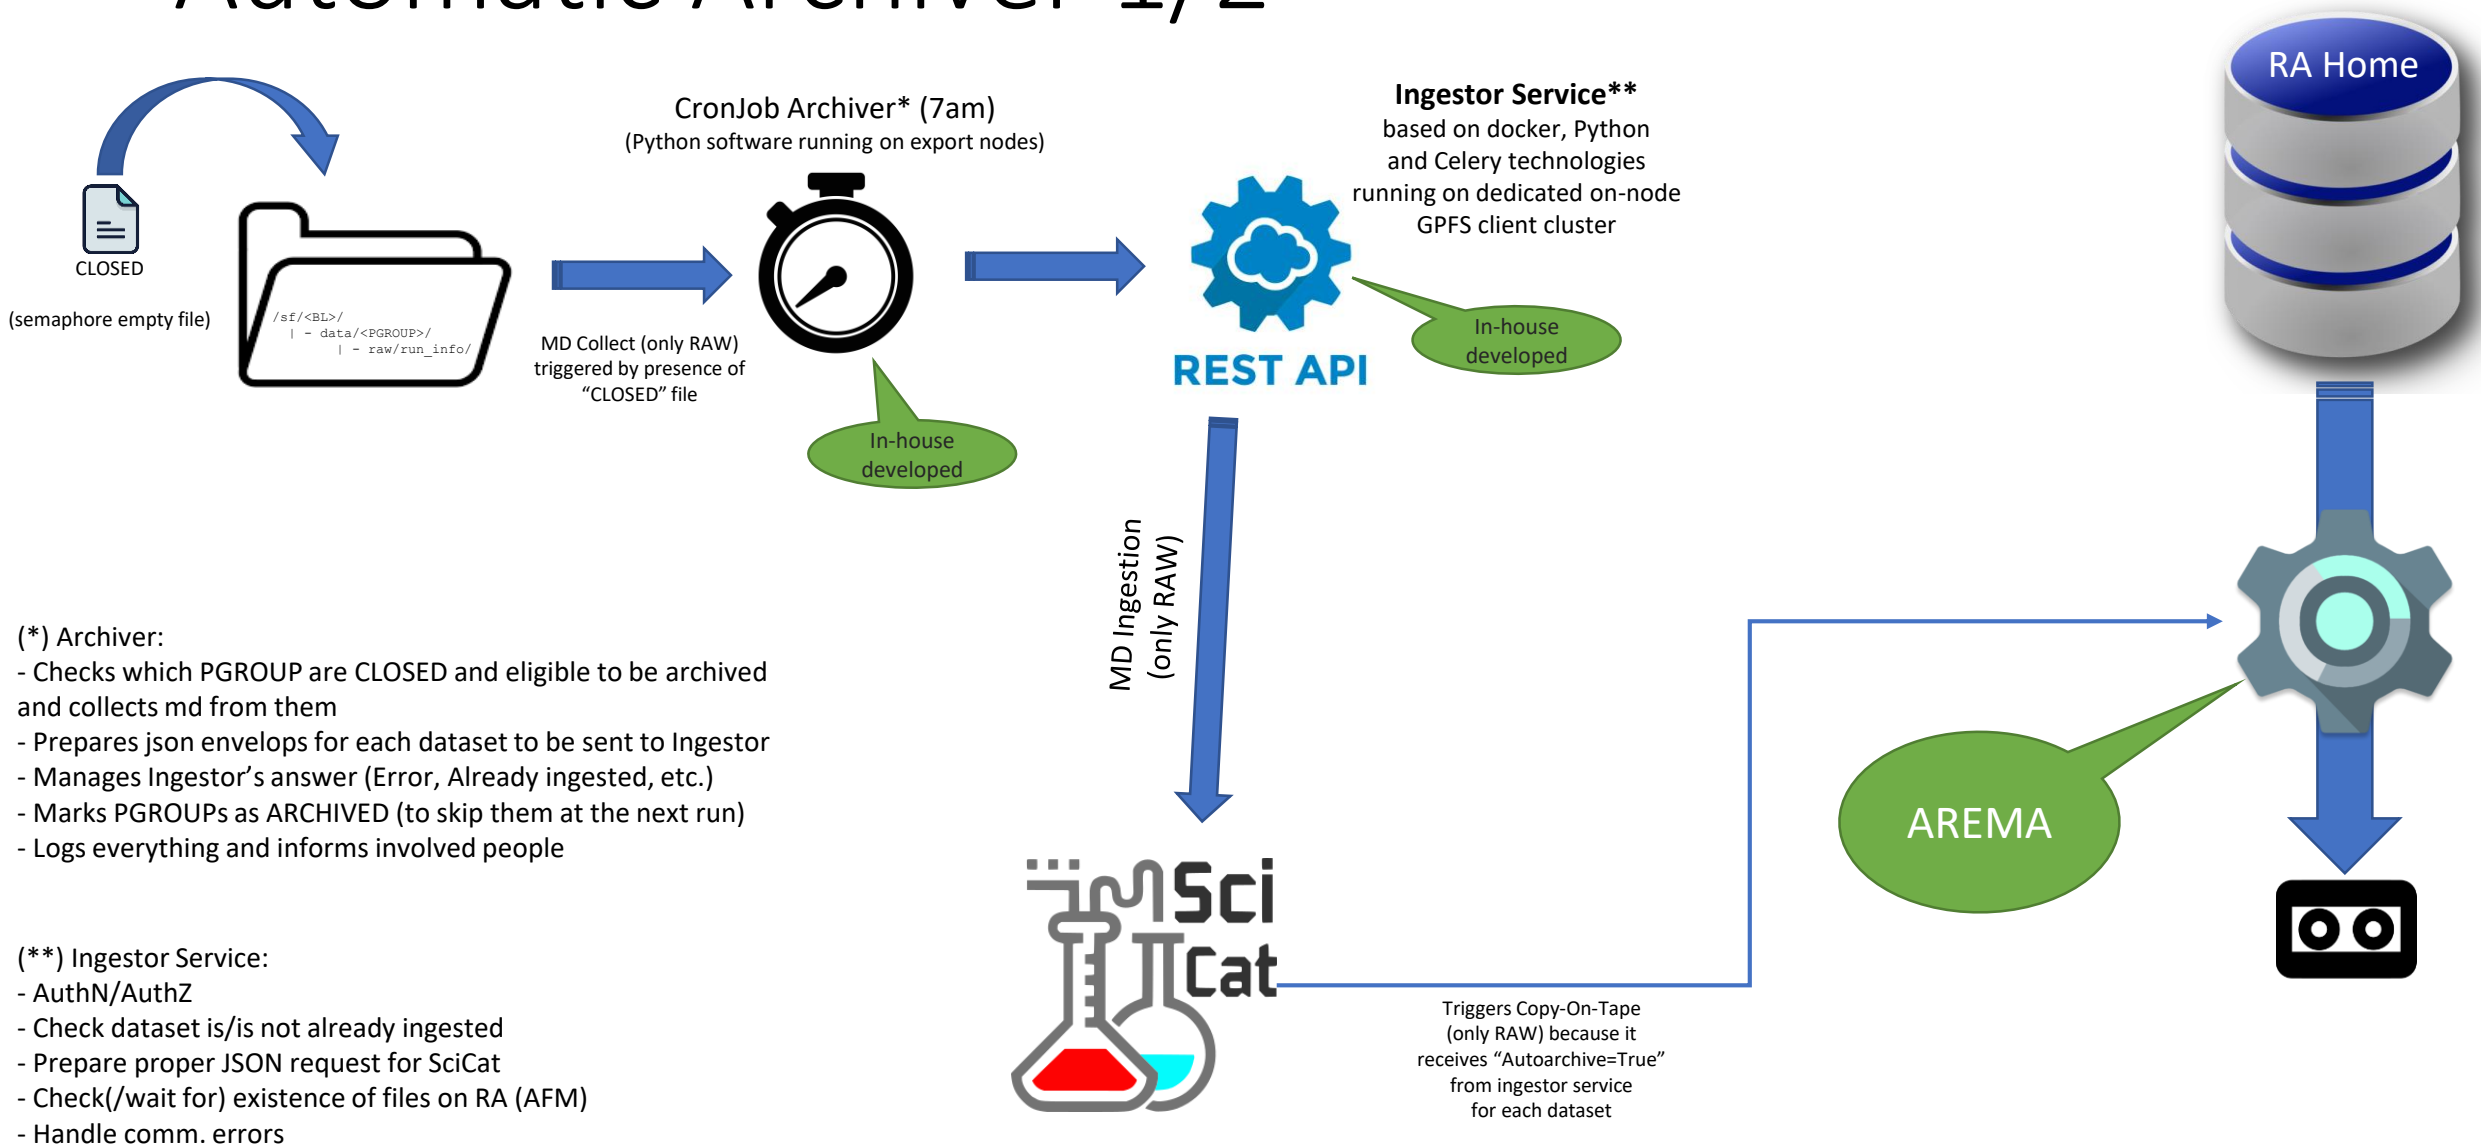 Automatic Archiver 1/2
CLOSED
(semaphore empty file)
/sf/<BL>/
| - data/<PGROUP>/
| - raw/run_info/
MD Collect (only RAW)
triggered by presence of
“CLOSED” file
CronJob Archiver* (7am)
(Python software running on export nodes)
In-house
developed
Ingestor Service**
based on docker, Python
and Celery technologies
running on dedicated on-node
GPFS client cluster
REST API
In-house
developed
RA Home
MD Ingestion
(only RAW)
AREMA
Sci
Cat
Triggers Copy-On-Tape
(only RAW) because it
receives “Autoarchive=True”
from ingestor service
for each dataset
(*) Archiver:
- Checks which PGROUP are CLOSED and eligible to be archived
and collects md from them
- Prepares json envelops for each dataset to be sent to Ingestor
- Manages Ingestor’s answer (Error, Already ingested, etc.)
- Marks PGROUPs as ARCHIVED (to skip them at the next run)
- Logs everything and informs involved people
(**) Ingestor Service:
- AuthN/AuthZ
- Check dataset is/is not already ingested
- Prepare proper JSON request for SciCat
- Check(/wait for) existence of files on RA (AFM)
- Handle comm. errors